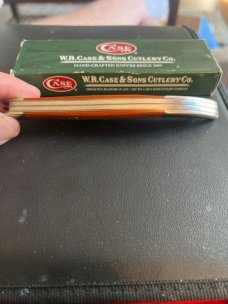 CASE
W.R. CASE & SONS CUTLERY CO.
HAND-CRAFTED KNIVES SINCE 1889
CASE
W.R. CASE & SONS CUTLERY CO.